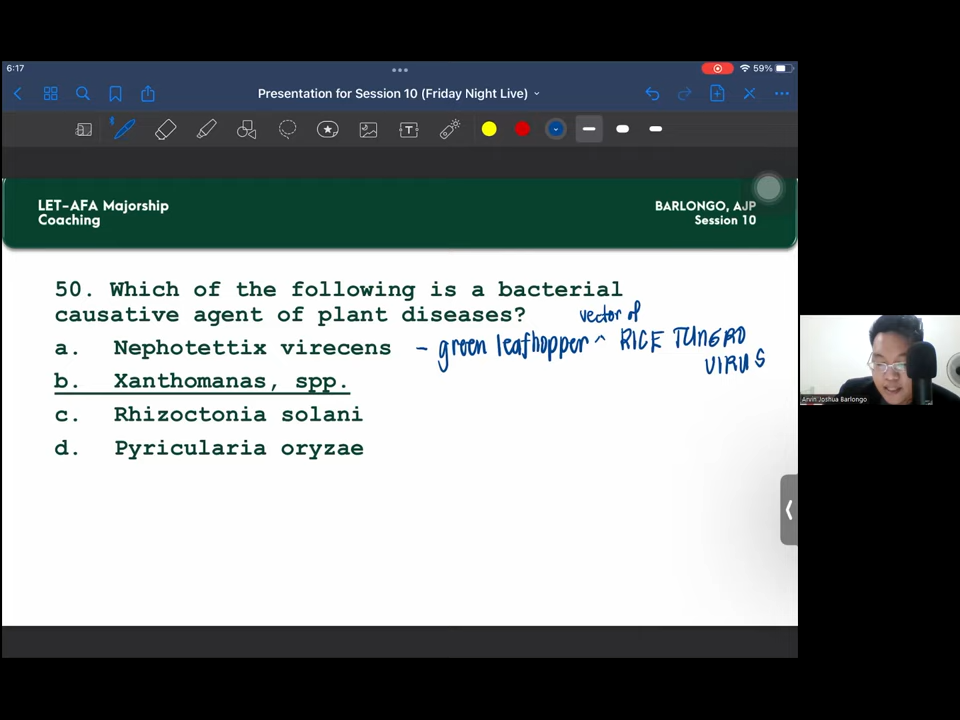 6:17
59%
Presentation for Session 10 (Friday Night Live)
LET-AFA Majorship
Coaching
BARLONGO, AJP
Session 10
50. Which of the following is a bacterial
causative agent of plant diseases?
vector of
a. Nephotettix virecens - green leafhopper ^ RICE TUNGRO
VIRUS
b. Xanthomanas, spp.
c. Rhizoctonia solani
d. Pyricularia oryzae
Arvin Joshua Barlongo